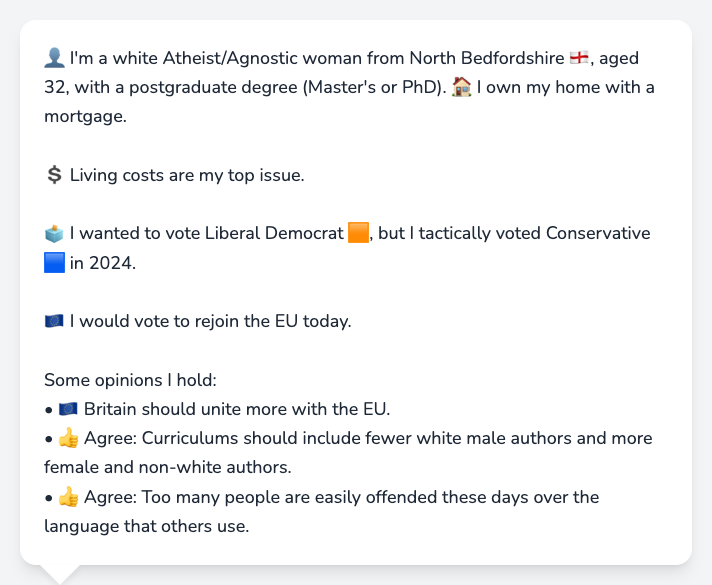 👤 I'm a white Atheist/Agnostic woman from North Bedfordshire 🏴󠁧󠁢󠁥󠁮󠁧󠁿, aged
32, with a postgraduate degree (Master's or PhD). 🏠 I own my home with a
mortgage.
💲 Living costs are my top issue.
🗳️ I wanted to vote Liberal Democrat 🟧, but I tactically voted Conservative
🟦 in 2024.
🇪🇺 I would vote to rejoin the EU today.
Some opinions I hold:
• 🇪🇺 Britain should unite more with the EU.
• 👍 Agree: Curriculums should include fewer white male authors and more
female and non-white authors.
• 👍 Agree: Too many people are easily offended these days over the
language that others use.